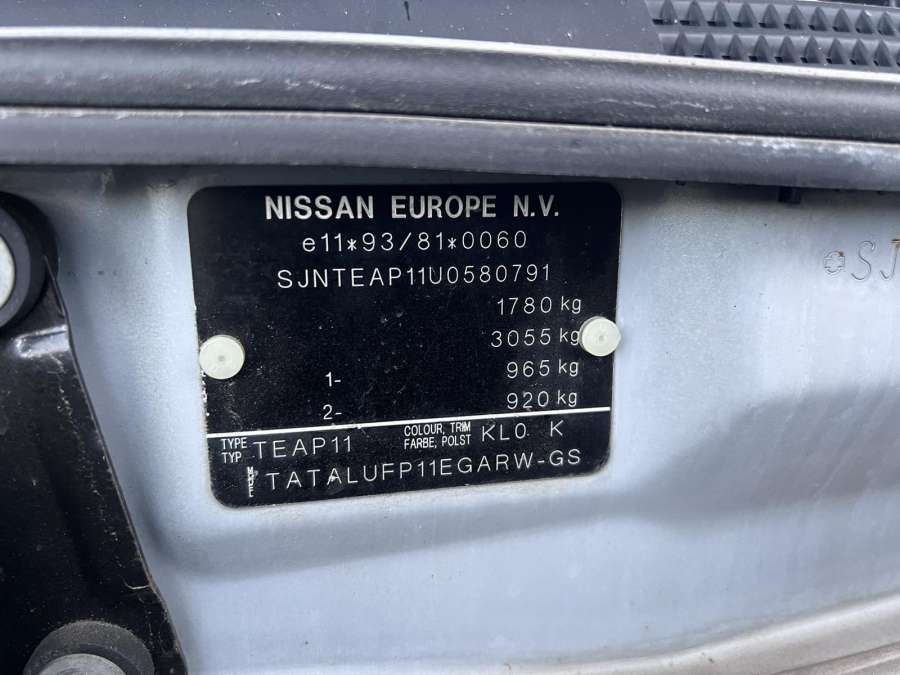 NISSAN EUROPE N.V.
e11*93/81*0060
SJNTEAP11U0580791
1780 kg
3055 kg
1- 965 kg
2- 920 kg
TYPE TYP TEAP11 COLOUR, TRIM FARBE, POLST KL0 K
TATALUFP11EGARW-GS
SJ